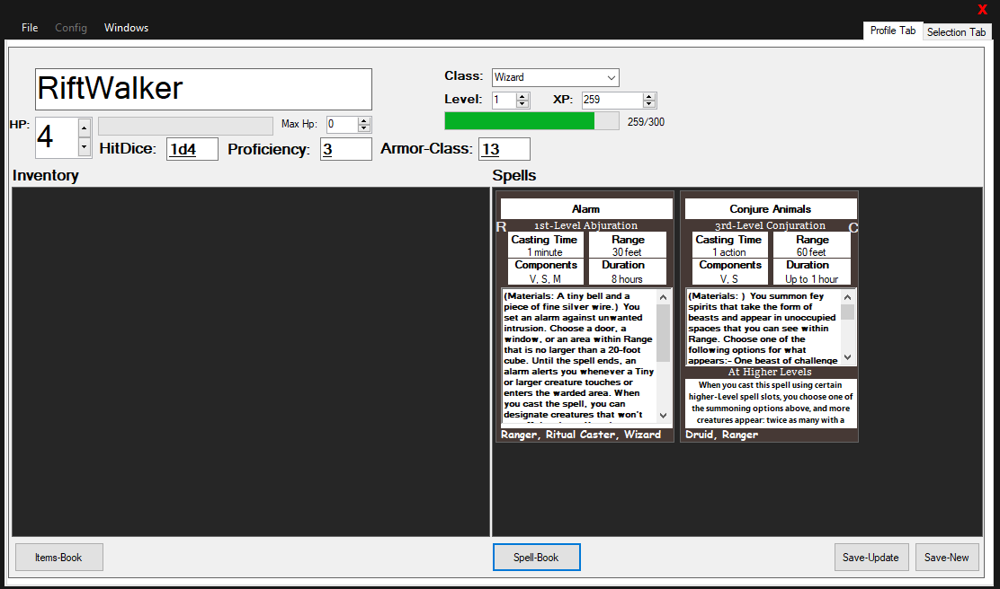 X
File Config Windows
Profile Tab Selection Tab
RiftWalker
Class: Wizard
Level: 1 XP: 259
259/300
HP: 4
Max Hp: 0
HitDice: 1d4 Proficiency: 3 Armor-Class: 13
Inventory
Spells
Alarm
R
1st-Level Abjuration
Casting Time Range
1 minute 30 feet
Components Duration
V, S, M 8 hours
(Materials: A tiny bell and a
piece of fine silver wire.) You
set an alarm against unwanted
intrusion. Choose a door, a
window, or an area within Range
that is no larger than a 20-foot
cube. Until the spell ends, an
alarm alerts you whenever a Tiny
or larger creature touches or
enters the warded area. When
you cast the spell, you can
designate creatures that won't
Ranger, Ritual Caster, Wizard
Conjure Animals
C
3rd-Level Conjuration
Casting Time Range
1 action 60 feet
Components Duration
V, S Up to 1 hour
(Materials: ) You summon fey
spirits that take the form of
beasts and appear in unoccupied
spaces that you can see within
Range. Choose one of the
following options for what
appears:- One beast of challenge
At Higher Levels
When you cast this spell using certain
higher-Level spell slots, you choose one of
the summoning options above, and more
creatures appear: twice as many with a
Druid, Ranger
Items-Book
Spell-Book
Save-Update
Save-New